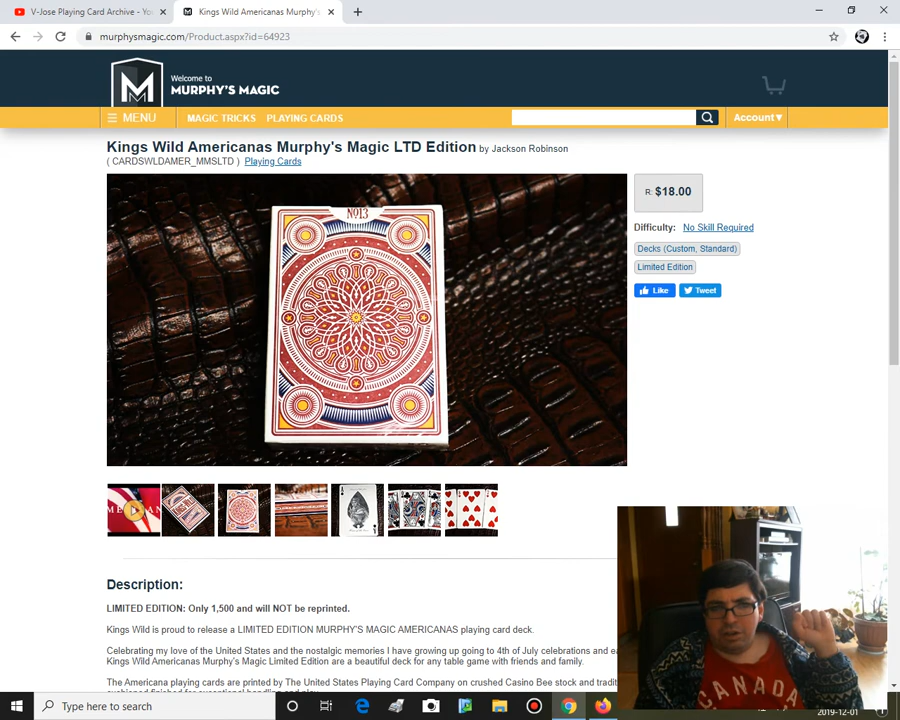 V-Jose Playing Card Archive - Yo
Kings Wild Americanas Murphy's
murphysmagic.com/Product.aspx?id=64923
M
Welcome to
MURPHY'S MAGIC
MENU
MAGIC TRICKS
PLAYING CARDS
Account▾
Kings Wild Americanas Murphy's Magic LTD Edition by Jackson Robinson
( CARDSWLDAMER_MMSLTD ) Playing Cards
No13
R: $18.00
Difficulty: No Skill Required
Decks (Custom, Standard)
Limited Edition
Like
Tweet
Description:
LIMITED EDITION: Only 1,500 and will NOT be reprinted.
Kings Wild is proud to release a LIMITED EDITION MURPHY'S MAGIC AMERICANAS playing card deck.
Celebrating my love of the United States and the nostalgic memories I have growing up going to 4th of July celebrations and
Kings Wild Americanas Murphy's Magic Limited Edition are a beautiful deck for any table game with friends and family.
The Americana playing cards are printed by The United States Playing Card Company on crushed Casino Bee stock and
CANADA
Type here to search
2019-12-01